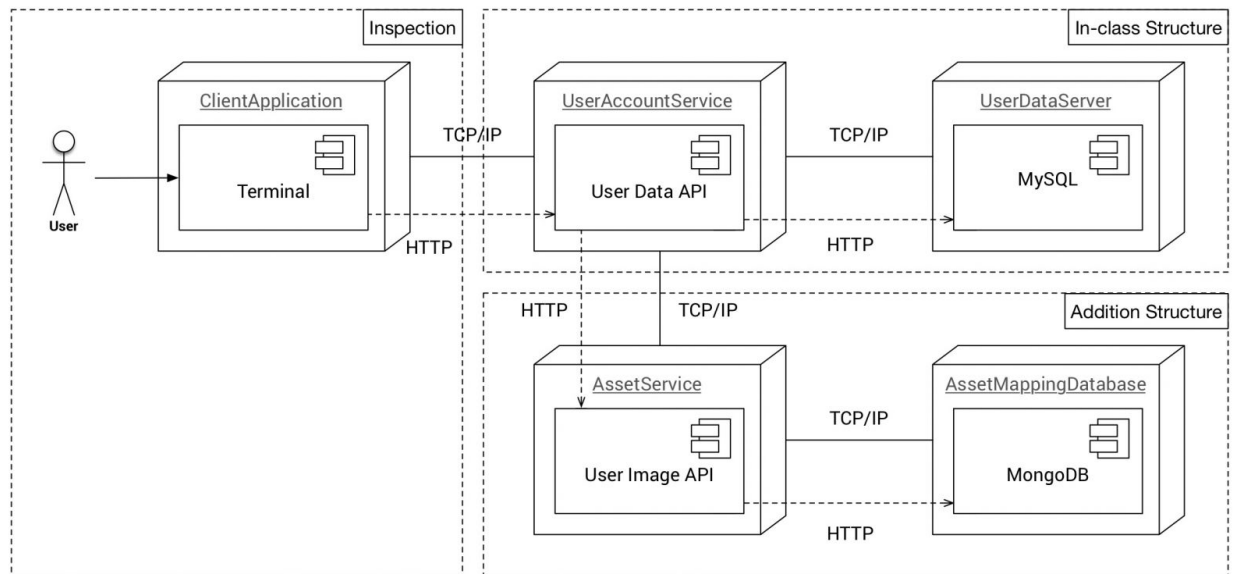 Inspection
In-class Structure
ClientApplication
UserAccountService
UserDataServer
TCP/IP
TCP/IP
Terminal
User Data API
MySQL
User
HTTP
HTTP
HTTP
TCP/IP
Addition Structure
AssetService
AssetMappingDatabase
TCP/IP
User Image API
MongoDB
HTTP